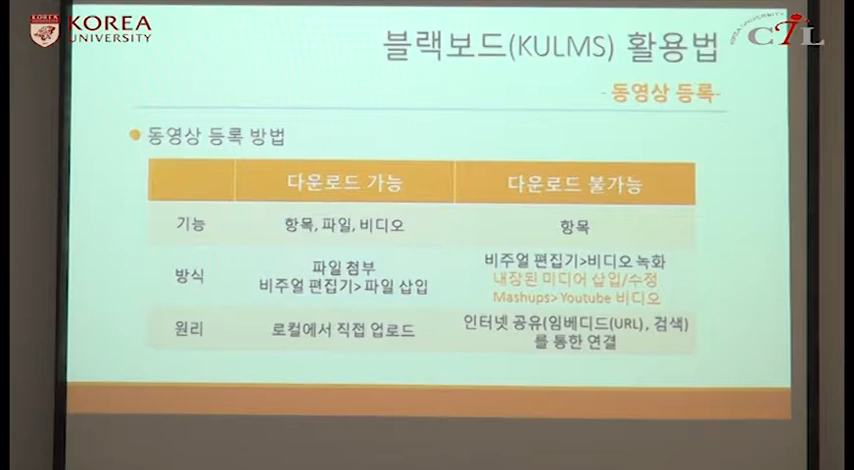 KOREA
UNIVERSITY
KOREA UNIVERSITY
CTL
블랙보드(KULMS) 활용법
- 동영상 등록-
동영상 등록 방법
다운로드 가능 다운로드 불가능
기능 항목, 파일, 비디오 항목
방식 파일 첨부
비주얼 편집기> 파일 삽입
비주얼 편집기>비디오 녹화
내장된 미디어 삽입/수정
Mashups> Youtube 비디오
원리 로컬에서 직접 업로드 인터넷 공유(임베디드(URL), 검색)
를 통한 연결